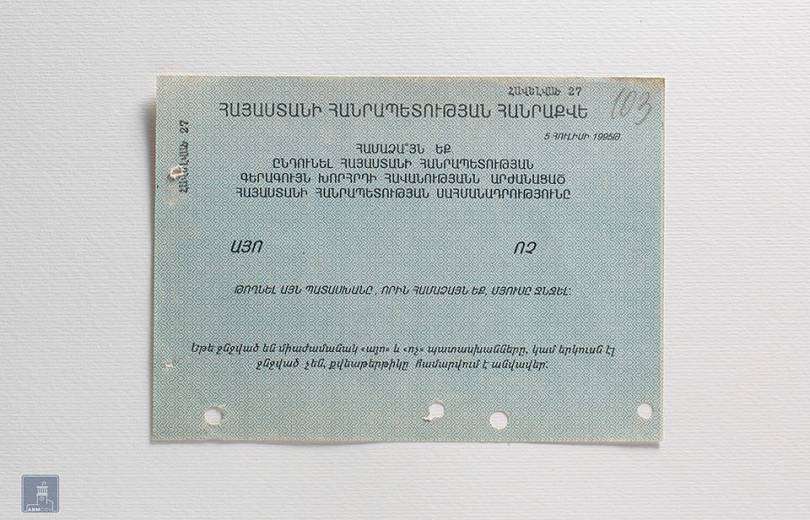 ՀԱՎԵԼՎԱԾ 27
103
ՀԱՅԱՍՏԱՆԻ ՀԱՆՐԱՊԵՏՈՒԹՅԱՆ ՀԱՆՐԱՔՎԵ
5 ՀՈՒԼԻՍԻ 1995Թ
ՀԱՎԵԼՎԱԾ 27
ՀԱՄԱՁԱ՞ՅՆ ԵՔ
ԸՆԴՈՒՆԵԼ ՀԱՅԱՍՏԱՆԻ ՀԱՆՐԱՊԵՏՈՒԹՅԱՆ
ԳԵՐԱԳՈՒՅՆ ԽՈՐՀՐԴԻ ՀԱՎԱՆՈՒԹՅԱՆՆ ԱՐԺԱՆԱՑԱԾ
ՀԱՅԱՍՏԱՆԻ ՀԱՆՐԱՊԵՏՈՒԹՅԱՆ ՍԱՀՄԱՆԱԴՐՈՒԹՅՈՒՆԸ
ԱՅՈ ՈՉ
ԹՈՂՆԵԼ ԱՅՆ ՊԱՏԱՍԽԱՆԸ, ՈՐԻՆ ՀԱՄԱՁԱՅՆ ԵՔ, ՄՅՈՒՍԸ ՋՆՋԵԼ:
Եթե ջնջված են միաժամանակ «այո» և «ոչ» պատասխանները, կամ երկուսն էլ
ջնջված չեն, քվեաթերթիկը համարվում է անվավեր.